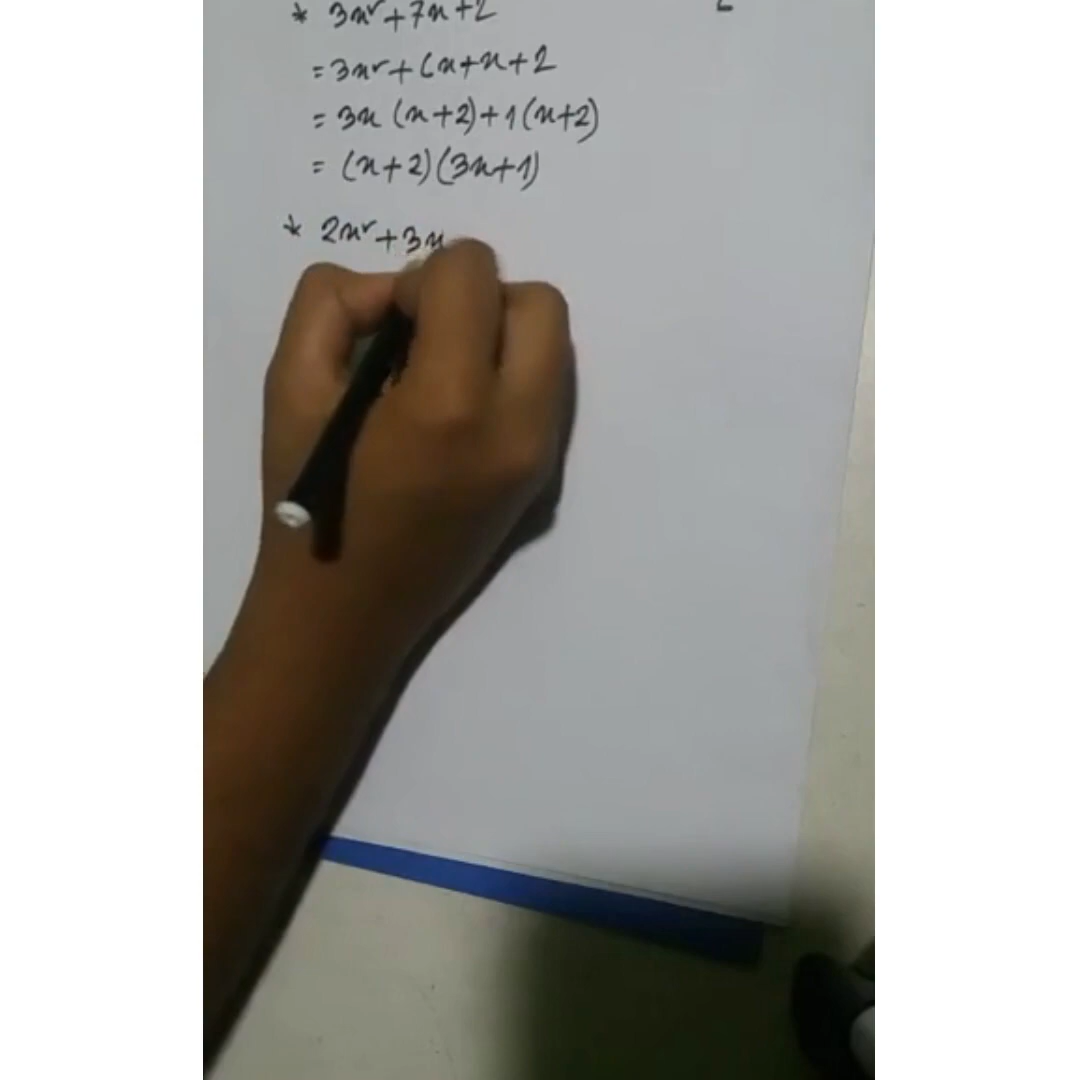 * 3x²+7x+2
= 3x²+6x+x+2
= 3x (x+2)+1(x+2)
= (x+2)(3x+1)
* 2x²+3x